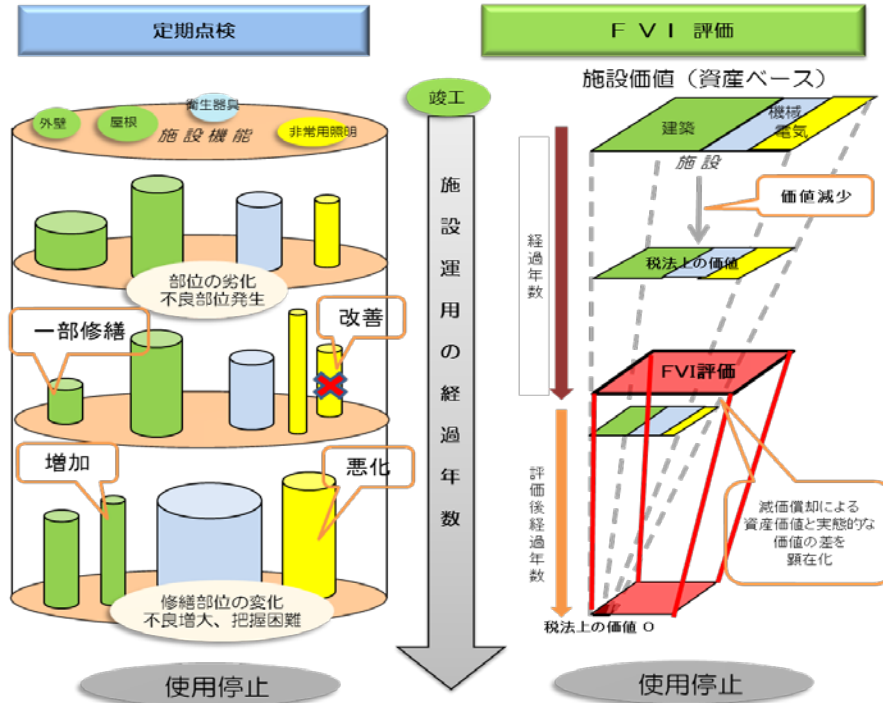 定期点検
ＦＶＩ 評価
外壁
屋根
衛生器具
非常用照明
施設機能
部位の劣化
不良部位発生
一部修繕
改善
増加
悪化
修繕部位の変化
不良増大、把握困難
使用停止
竣工
施設運用の経過年数
施設価値（資産ベース）
建築
機械
電気
施設
価値減少
経過年数
税法上の価値
FVI評価
評価後経過年数
減価償却による
資産価値と実態的な
価値の差を
顕在化
税法上の価値 0
使用停止